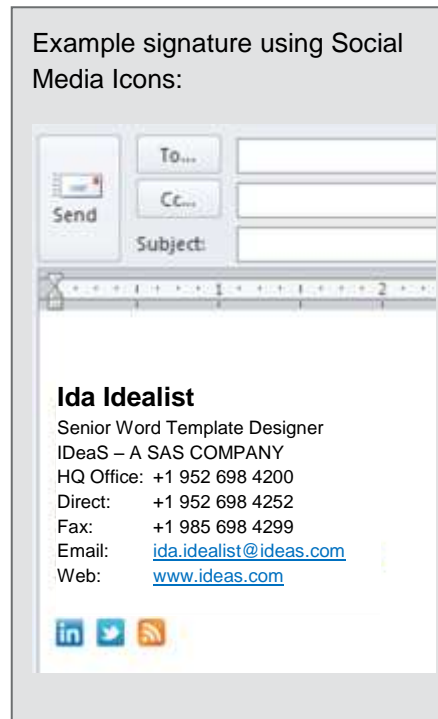 Example signature using Social
Media Icons:
To...
Send
Cc...
Subject:
1 2
Ida Idealist
Senior Word Template Designer
IDeaS – A SAS COMPANY
HQ Office: +1 952 698 4200
Direct: +1 952 698 4252
Fax: +1 985 698 4299
Email: ida.idealist@ideas.com
Web: www.ideas.com
in